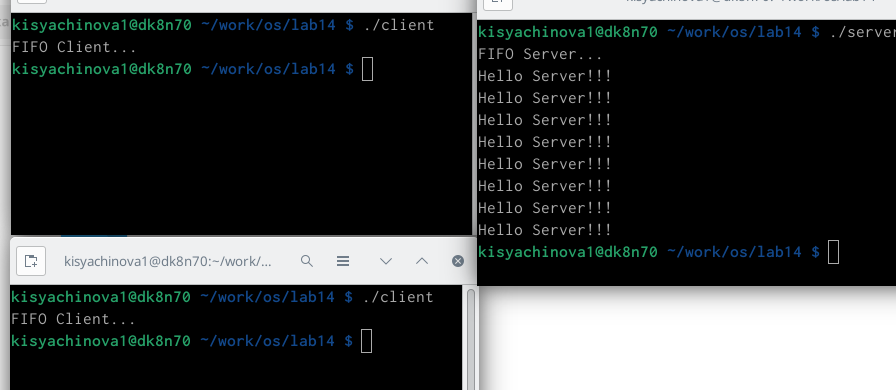 kisyachinova1@dk8n70 ~/work/os/lab14 $ ./client
FIFO Client...
kisyachinova1@dk8n70 ~/work/os/lab14 $
kisyachinova1@dk8n70 ~/work/os/lab14 $ ./server
FIFO Server...
Hello Server!!!
Hello Server!!!
Hello Server!!!
Hello Server!!!
Hello Server!!!
Hello Server!!!
Hello Server!!!
Hello Server!!!
kisyachinova1@dk8n70 ~/work/os/lab14 $
kisyachinova1@dk8n70:~/work/...
kisyachinova1@dk8n70 ~/work/os/lab14 $ ./client
FIFO Client...
kisyachinova1@dk8n70 ~/work/os/lab14 $